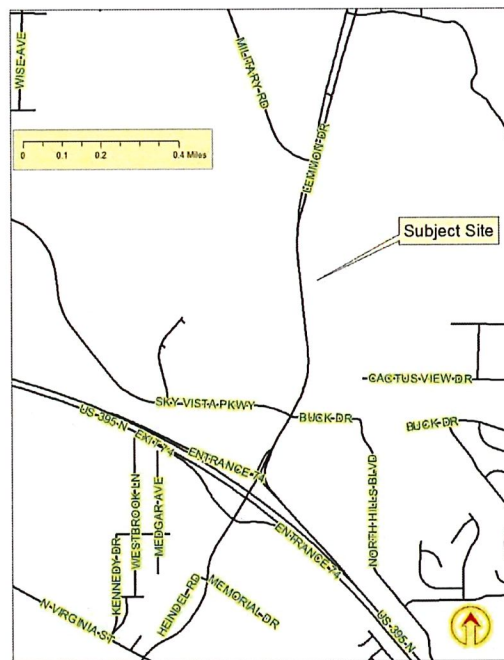 WISE AVE
MILITARY RD
LEMMON DR
0 0.1 0.2 0.4 Miles
Subject Site
CACTUS VIEW DR
SKY VISTA PKWY
BUCK DR
BUCK DR
US-395-N
EXIT 74
ENTRANCE-74
WESTBROOK LN
MEDGAR AVE
NORTH HILLS BLVD
KENNEDY DR
ENTRANCE-74
HEINDEL RD
MEMORIAL DR
N VIRGINIA ST
US-395-N